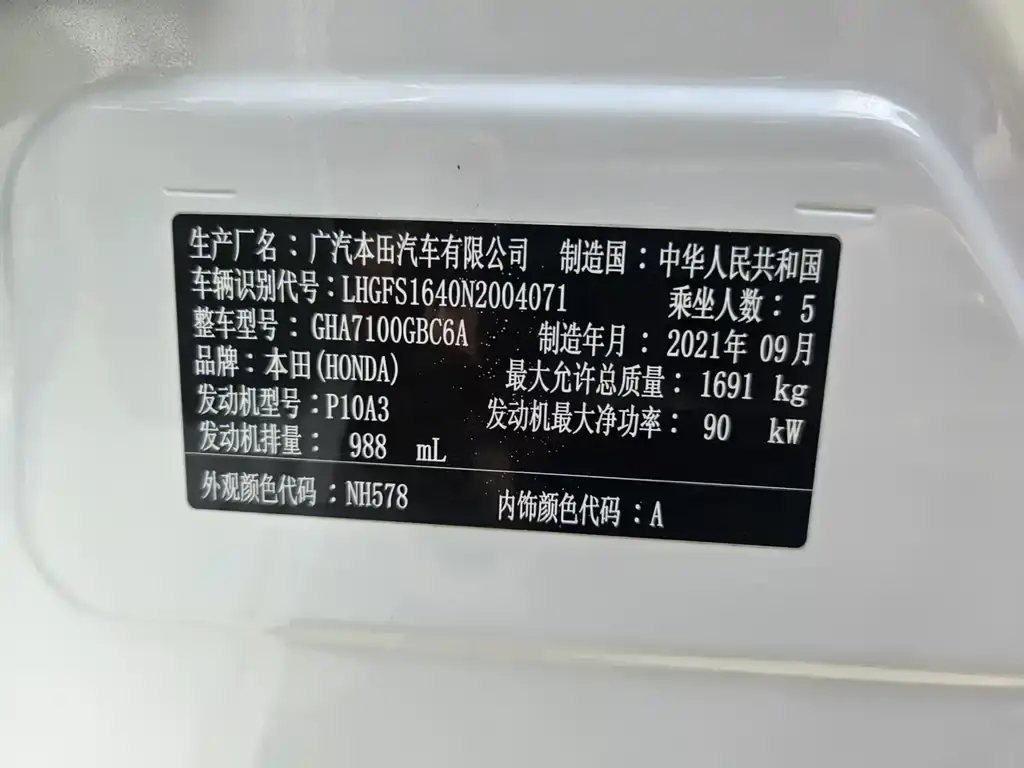 生产厂名：广汽本田汽车有限公司 制造国：中华人民共和国
车辆识别代号：LHGFS1640N2004071 乘坐人数：5
整车型号：GHA7100GBC6A 制造年月：2021年 09月
品牌：本田(HONDA) 最大允许总质量：1691 kg
发动机型号：P10A3 发动机最大净功率：90 kW
发动机排量：988 mL
外观颜色代码：NH578 内饰颜色代码：A